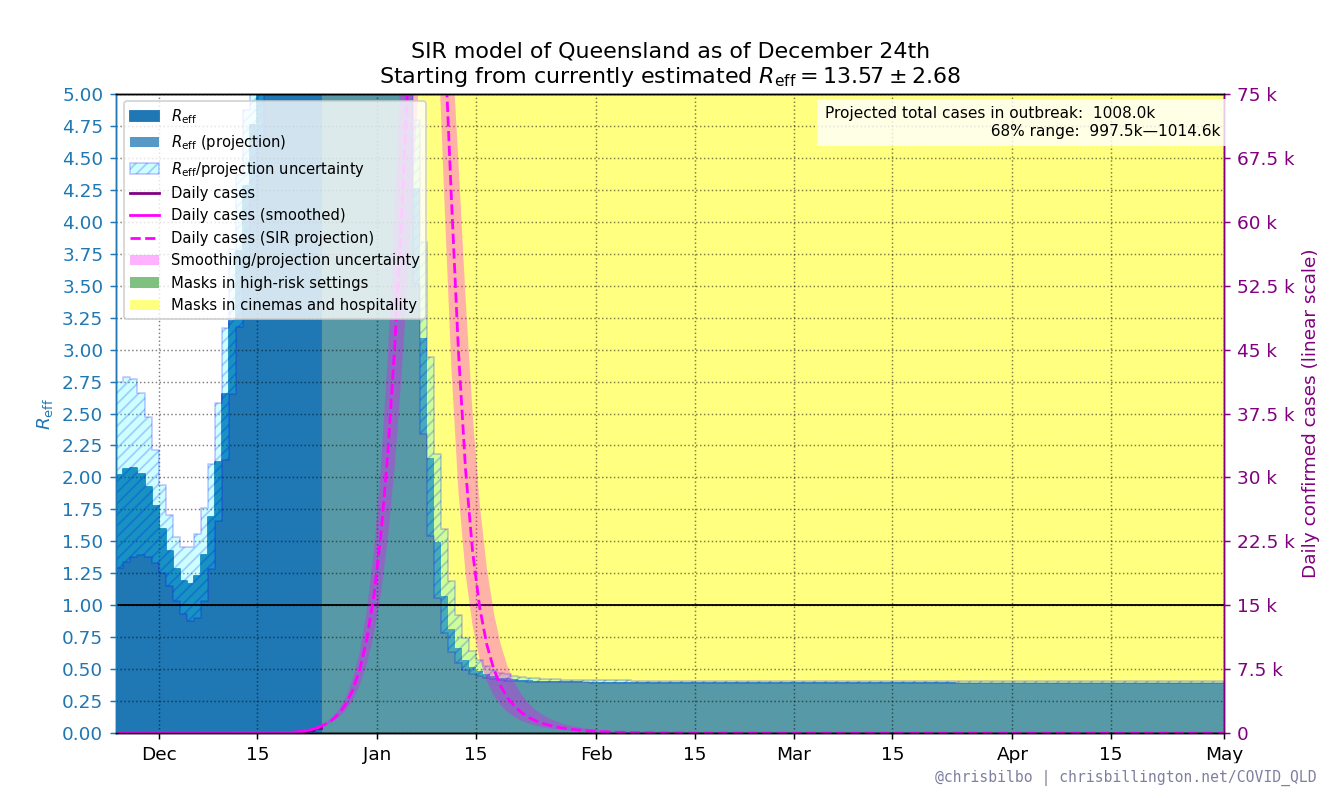 SIR model of Queensland as of December 24th
Starting from currently estimated Reff = 13.57 ± 2.68
Projected total cases in outbreak: 1008.0k
68% range: 997.5k—1014.6k
Reff
Reff (projection)
Reff/projection uncertainty
Daily cases
Daily cases (smoothed)
Daily cases (SIR projection)
Smoothing/projection uncertainty
Masks in high-risk settings
Masks in cinemas and hospitality
Reff
5.00
4.75
4.50
4.25
4.00
3.75
3.50
3.25
3.00
2.75
2.50
2.25
2.00
1.75
1.50
1.25
1.00
0.75
0.50
0.25
0.00
75 k
67.5 k
60 k
52.5 k
45 k
37.5 k
30 k
22.5 k
15 k
7.5 k
0
Daily confirmed cases (linear scale)
Dec 15 Jan 15 Feb 15 Mar 15 Apr 15 May
@chrisbilbo | chrisbillington.net/COVID_QLD